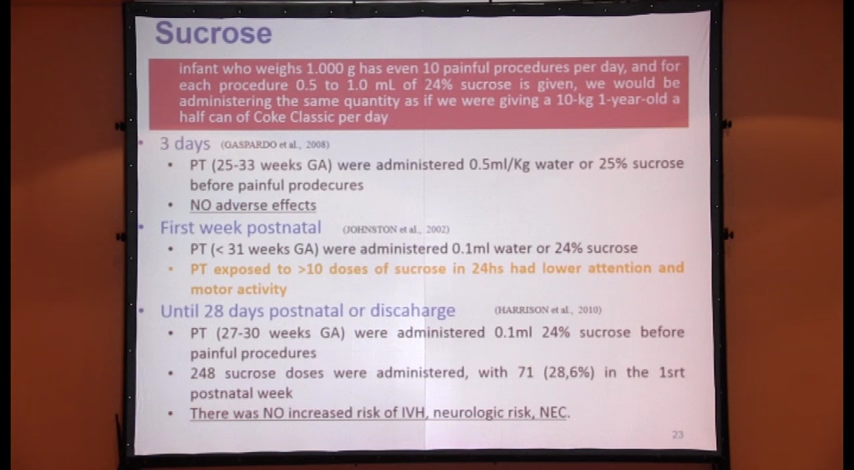 Sucrose
infant who weighs 1.000 g has even 10 painful procedures per day, and for
each procedure 0.5 to 1.0 mL of 24% sucrose is given, we would be
administering the same quantity as if we were giving a 10-kg 1-year-old a
half can of Coke Classic per day
• 3 days (GASPARDO et al., 2008)
• PT (25-33 weeks GA) were administered 0.5ml/Kg water or 25% sucrose
before painful prodecures
• NO adverse effects
• First week postnatal (JOHNSTON et al., 2002)
• PT (< 31 weeks GA) were administered 0.1ml water or 24% sucrose
• PT exposed to >10 doses of sucrose in 24hs had lower attention and
motor activity
• Until 28 days postnatal or discaharge (HARRISON et al., 2010)
• PT (27-30 weeks GA) were administered 0.1ml 24% sucrose before
painful procedures
• 248 sucrose doses were administered, with 71 (28,6%) in the 1srt
postnatal week
• There was NO increased risk of IVH, neurologic risk, NEC.
23